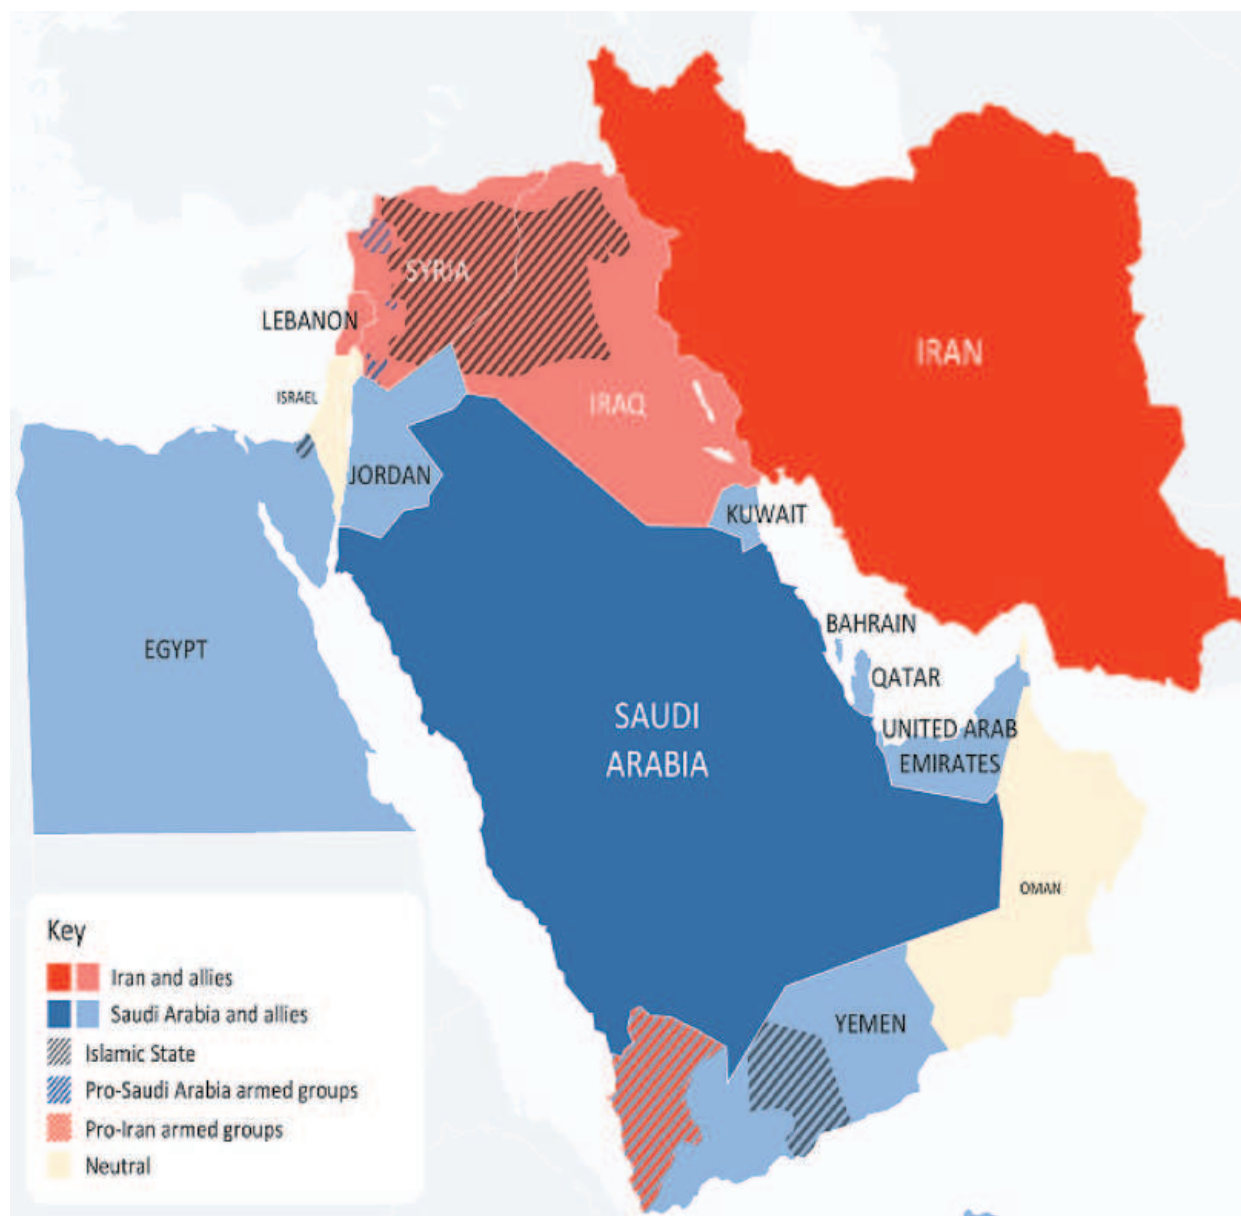 SYRIA
LEBANON
IRAN
ISRAEL
IRAQ
JORDAN
KUWAIT
BAHRAIN
EGYPT
QATAR
SAUDI
ARABIA
UNITED ARAB
EMIRATES
OMAN
YEMEN
Key
Iran and allies
Saudi Arabia and allies
Islamic State
Pro-Saudi Arabia armed groups
Pro-Iran armed groups
Neutral